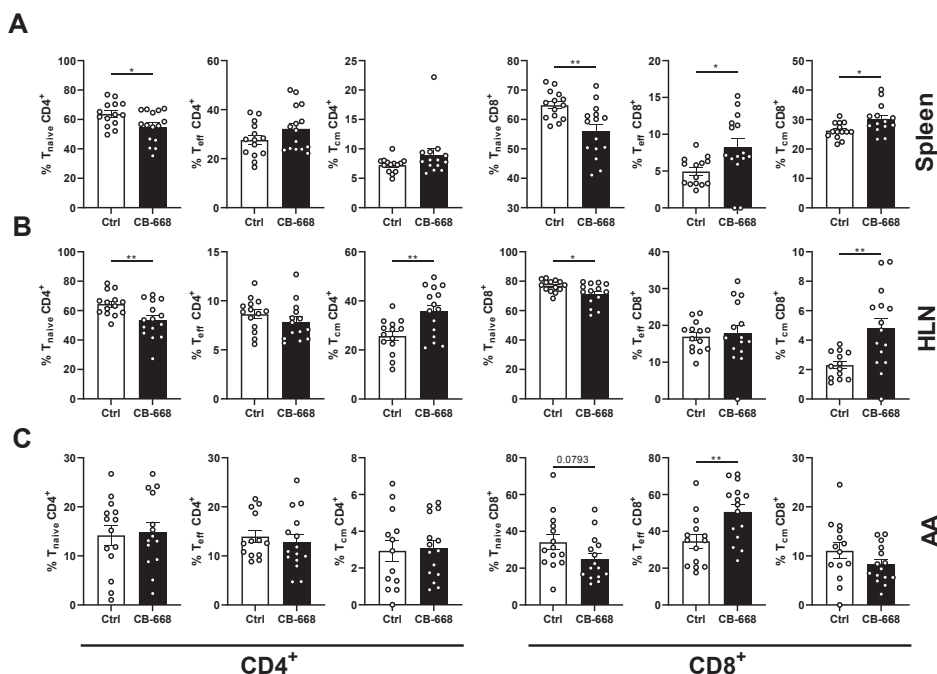 A
% T naive CD4+
100
80
60
40
20
0
*
Ctrl CB-668
% T eff CD4+
60
40
20
0
Ctrl CB-668
% T cm CD4+
25
20
15
10
5
0
Ctrl CB-668
% T naive CD8+
80
70
60
50
40
30
**
Ctrl CB-668
% T eff CD8+
20
15
10
5
0
*
Ctrl CB-668
% T cm CD8+
50
40
30
20
10
0
*
Ctrl CB-668
Spleen
B
% T naive CD4+
100
80
60
40
20
0
**
Ctrl CB-668
% T eff CD4+
15
10
5
0
Ctrl CB-668
% T cm CD4+
60
40
20
0
**
Ctrl CB-668
% T naive CD8+
100
80
60
40
20
0
*
Ctrl CB-668
% T eff CD8+
40
30
20
10
0
Ctrl CB-668
% T cm CD8+
10
8
6
4
2
0
**
Ctrl CB-668
HLN
C
% T naive CD4+
30
20
10
0
Ctrl CB-668
% T eff CD4+
30
20
10
0
Ctrl CB-668
% T cm CD4+
8
6
4
2
0
Ctrl CB-668
% T naive CD8+
80
60
40
20
0
0.0793
Ctrl CB-668
% T eff CD8+
80
60
40
20
0
**
Ctrl CB-668
% T cm CD8+
30
20
10
0
Ctrl CB-668
AA
CD4+
CD8+